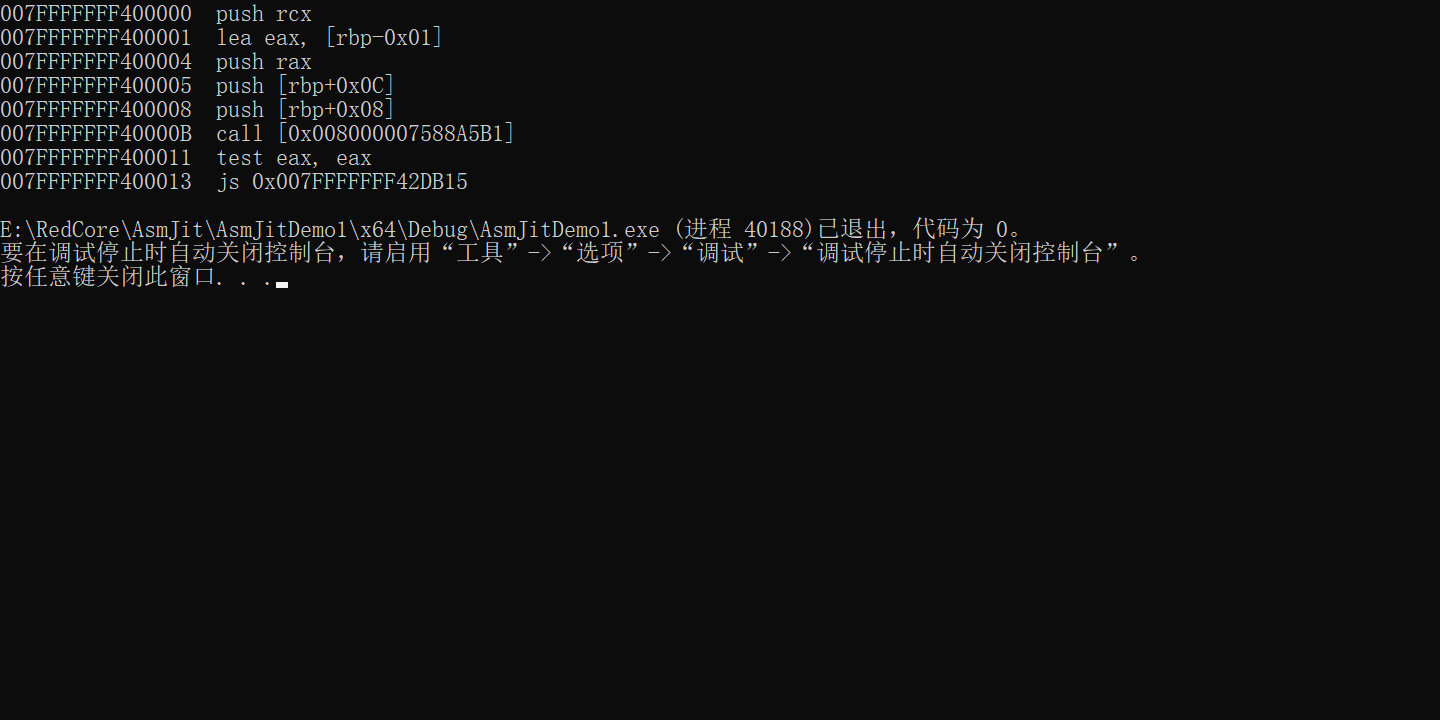 007FFFFFFF400000  push rcx
007FFFFFFF400001  lea eax, [rbp-0x01]
007FFFFFFF400004  push rax
007FFFFFFF400005  push [rbp+0x0C]
007FFFFFFF400008  push [rbp+0x08]
007FFFFFFF40000B  call [0x008000007588A5B1]
007FFFFFFF400011  test eax, eax
007FFFFFFF400013  js 0x007FFFFFFF42DB15
E:\RedCore\AsmJit\AsmJitDemo1\x64\Debug\AsmJitDemo1.exe (进程 40188)已退出，代码为 0。
要在调试停止时自动关闭控制台，请启用“工具”->“选项”->“调试”->“调试停止时自动关闭控制台”。
按任意键关闭此窗口. . .